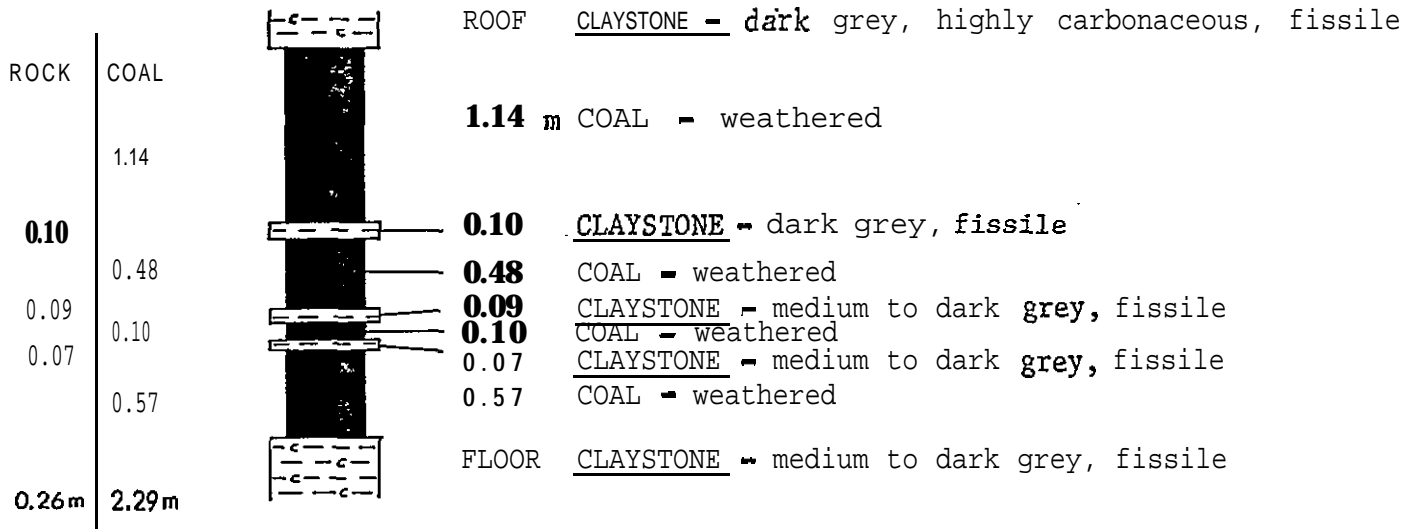 ROOF CLAYSTONE - dark grey, highly carbonaceous, fissile
ROCK COAL
1.14 m COAL - weathered
1.14
0.10 0.10 CLAYSTONE - dark grey, fissile
0.48 0.48 COAL - weathered
0.09 0.09 CLAYSTONE - medium to dark grey, fissile
0.10 0.10 COAL - weathered
0.07 0.07 CLAYSTONE - medium to dark grey, fissile
0.57 0.57 COAL - weathered
FLOOR CLAYSTONE - medium to dark grey, fissile
0.26m 2.29m